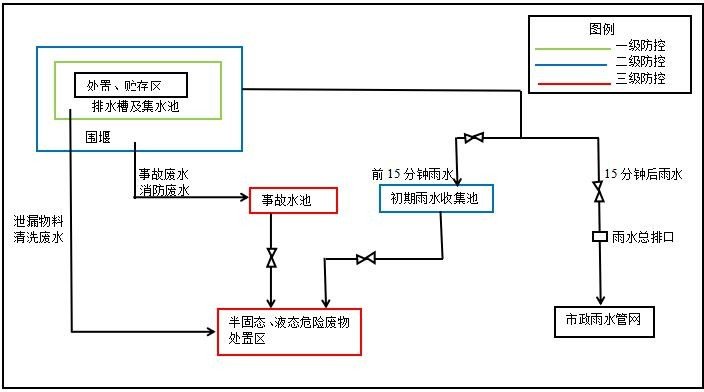 图例
一级防控
二级防控
三级防控
处置、贮存区
排水槽及集水池
围堰
事故废水
消防废水
前15分钟雨水
15分钟后雨水
事故水池
初期雨水收集池
泄漏物料
清洗废水
雨水总排口
半固态、液态危险废物
处置区
市政雨水管网